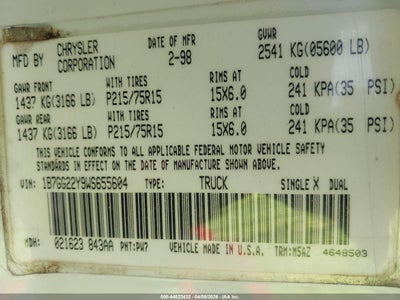 MFD BY CHRYSLER CORPORATION DATE OF MFR 2-98 GVWR 2541 KG(05600 LB)
GAWR FRONT WITH TIRES RIMS AT COLD
1437 KG(3166 LB) P215/75R15 15X6.0 241 KPA(35 PSI)
GAWR REAR WITH TIRES RIMS AT COLD
1437 KG(3166 LB) P215/75R15 15X6.0 241 KPA(35 PSI)
THIS VEHICLE CONFORMS TO ALL APPLICABLE FEDERAL MOTOR VEHICLE SAFETY
STANDARDS IN EFFECT ON THE DATE OF MANUFACTURE SHOWN ABOVE.
VIN: 1B7GG22Y9WS655604 TYPE: TRUCK SINGLE X DUAL
MDH: 021623 843AA PNT:PW7 VEHICLE MADE IN U.S.A. TRM:M5AZ 4648503